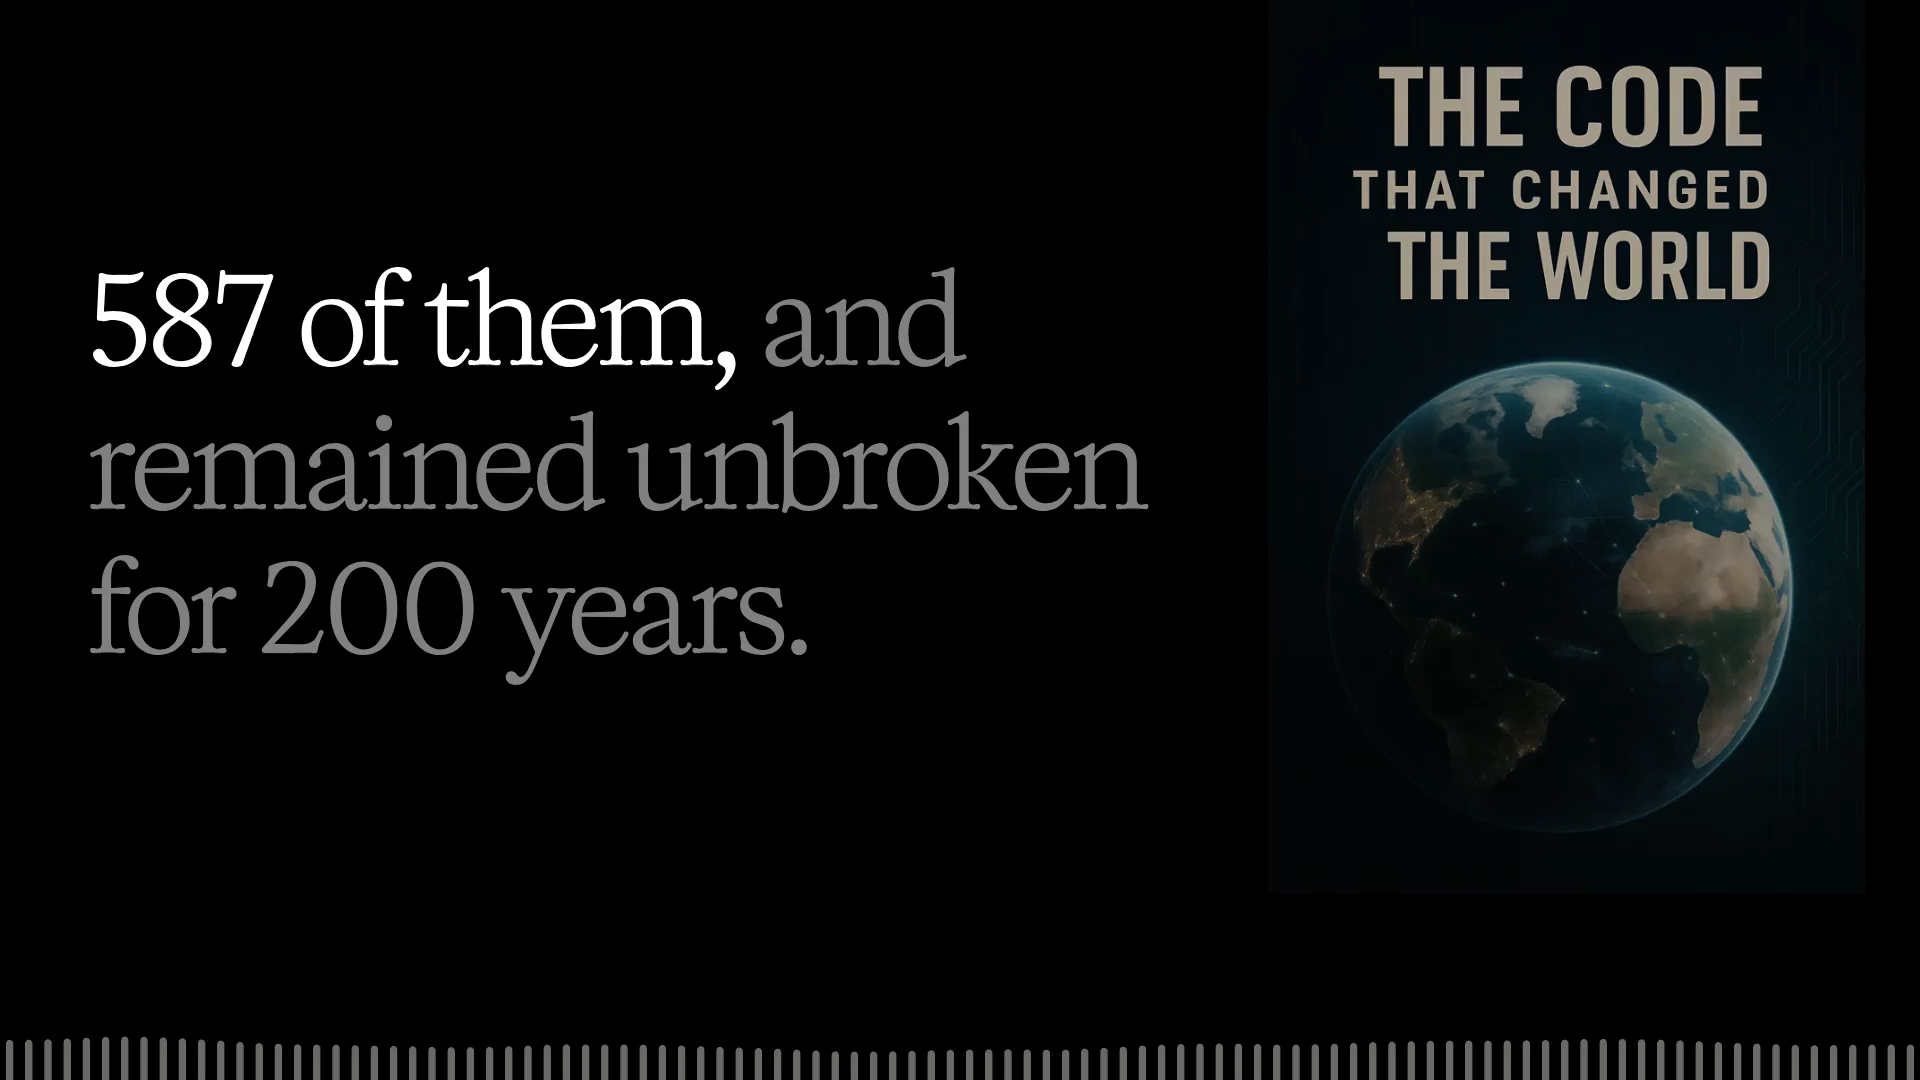 587 of them, and
remained unbroken
for 200 years.
THE CODE
THAT CHANGED
THE WORLD